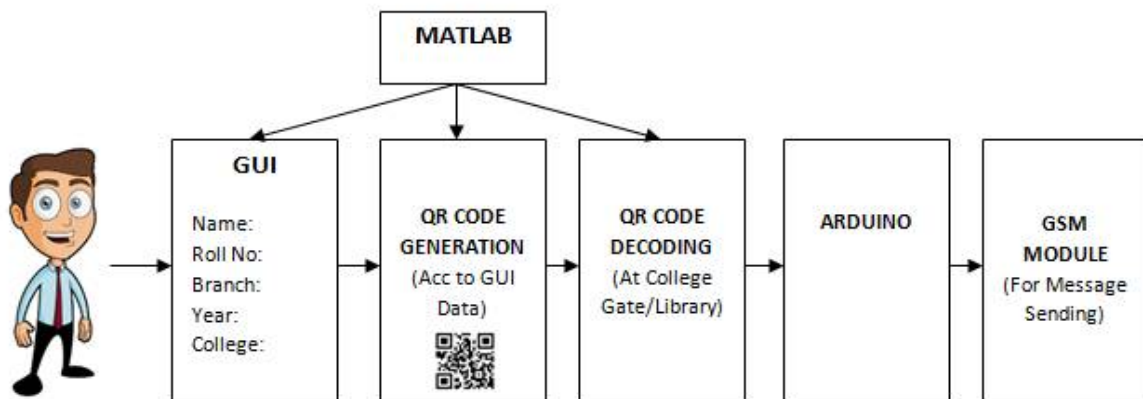 MATLAB
GUI
Name:
Roll No:
Branch:
Year:
College:
QR CODE
GENERATION
(Acc to GUI
Data)
QR CODE
DECODING
(At College
Gate/Library)
ARDUINO
GSM
MODULE
(For Message
Sending)